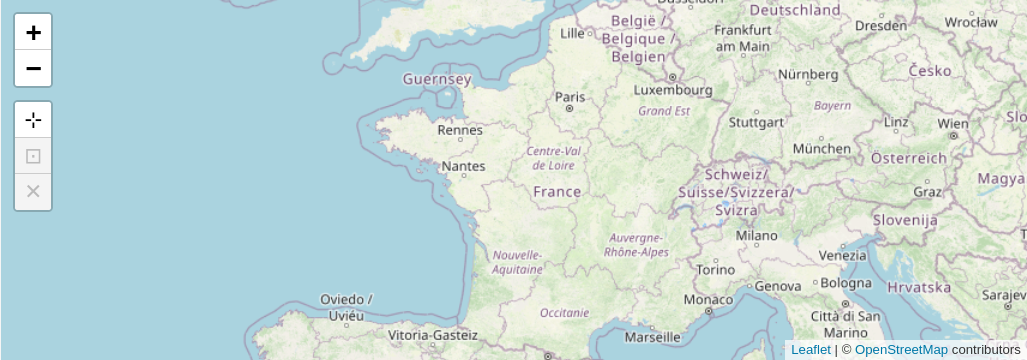 +
−
Düsseldorf
Deutschland
België /
Belgique /
Belgien
Lille
Frankfurt
am Main
Dresden
Wrocław
Guernsey
Luxembourg
Nürnberg
Česko
Paris
Grand Est
Bayern
Stuttgart
Linz
Wien
Rennes
München
Nantes
Centre-Val
de Loire
Österreich
France
Schweiz/
Suisse/Svizzera/
Svizra
Magya
Graz
Slovenija
Milano
Auvergne-
Rhône-Alpes
Nouvelle-
Aquitaine
Torino
Venezia
Genova
Bologna
Hrvatska
Oviedo /
Uviéu
Monaco
Sarajev
Occitanie
Vitoria-Gasteiz
Marseille
Città di San
Marino
Leaflet | © OpenStreetMap contributors